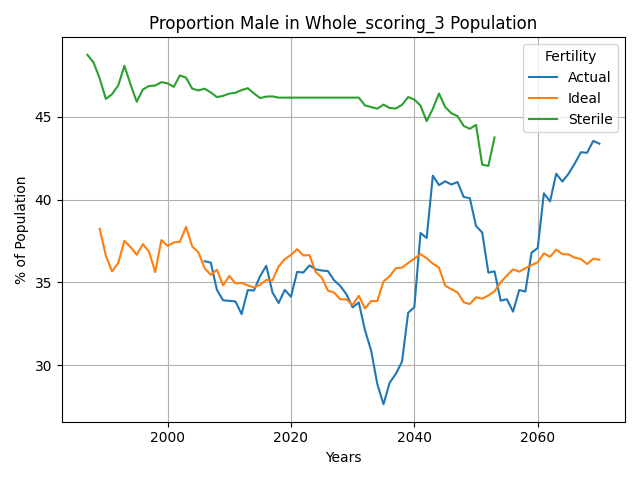 Proportion Male in Whole_scoring_3 Population
Fertility
Actual
Ideal
Sterile
% of Population
45
40
35
30
2000
2020
2040
2060
Years